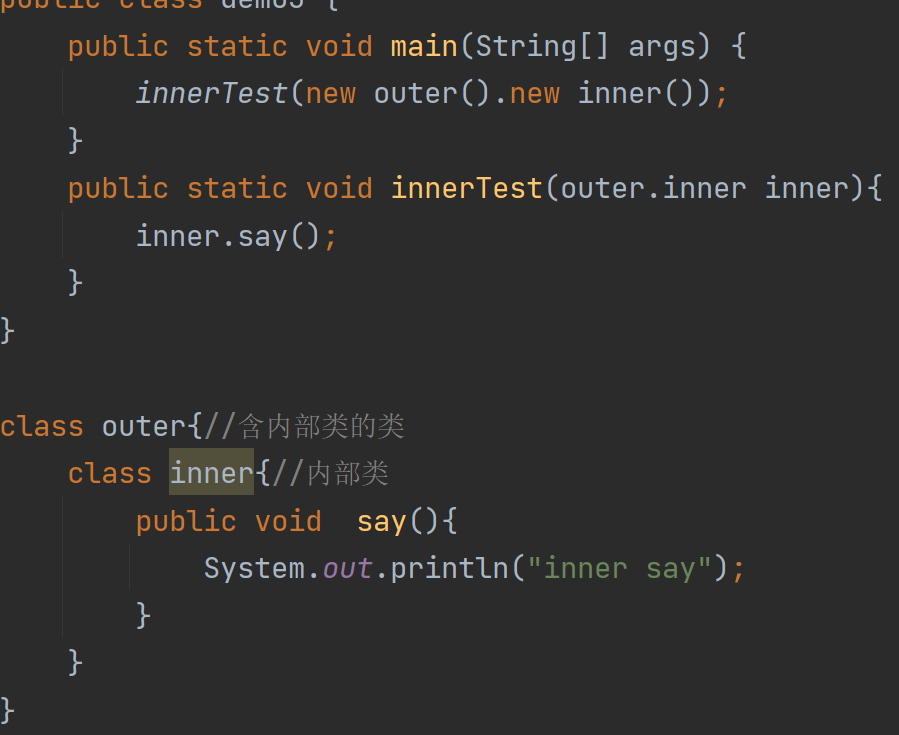 public class demo5 {
    public static void main(String[] args) {
        innerTest(new outer().new inner());
    }
    public static void innerTest(outer.inner inner){
        inner.say();
    }
}
class outer{//含内部类的类
    class inner{//内部类
        public void  say(){
            System.out.println("inner say");
        }
    }
}